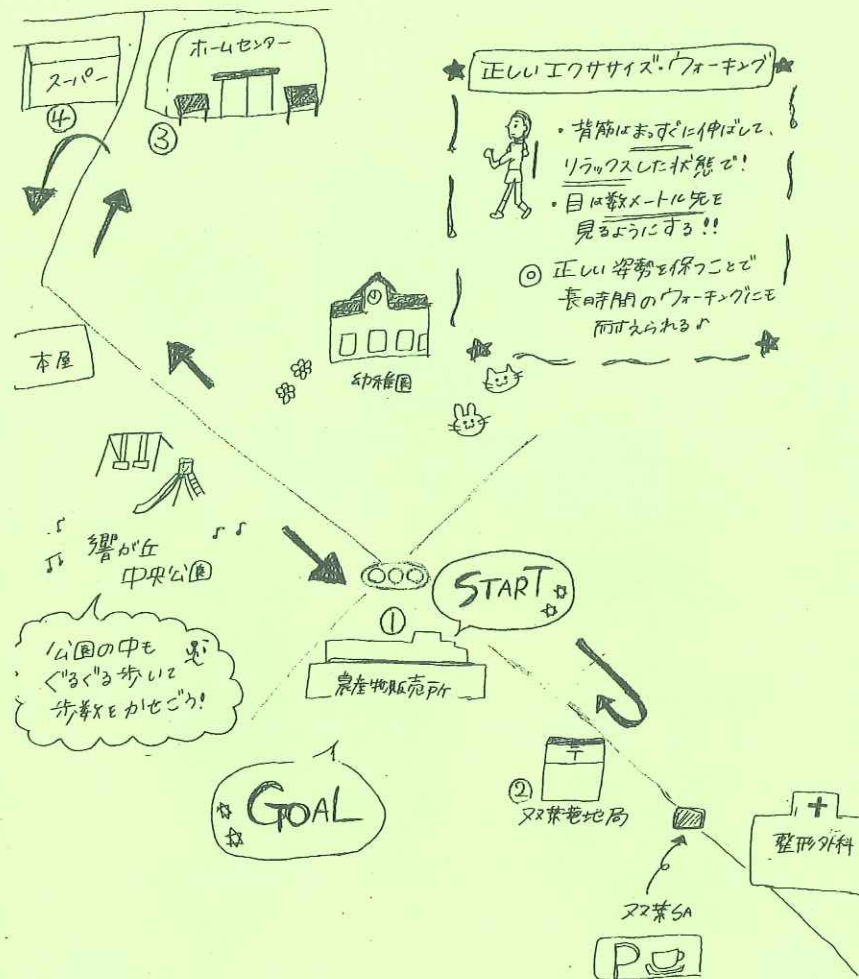 ホームセンター
スーパー
④
③
正しいエクササイズ・ウォーキング
・背筋はまっすぐに伸ばして、
リラックスした状態で!
・目は数メートル先を
見るようにする!!
◎ 正しい姿勢を保つことで
長時間のウォーキングにも
耐えられる♪
本屋
幼稚園
響が丘
中央公園
公園の中も
ぐるぐる歩いて
歩数をかせごう!
START
①
農産物販売所
GOAL
〒
②
双葉竜地局
整形外科
双葉SA
P